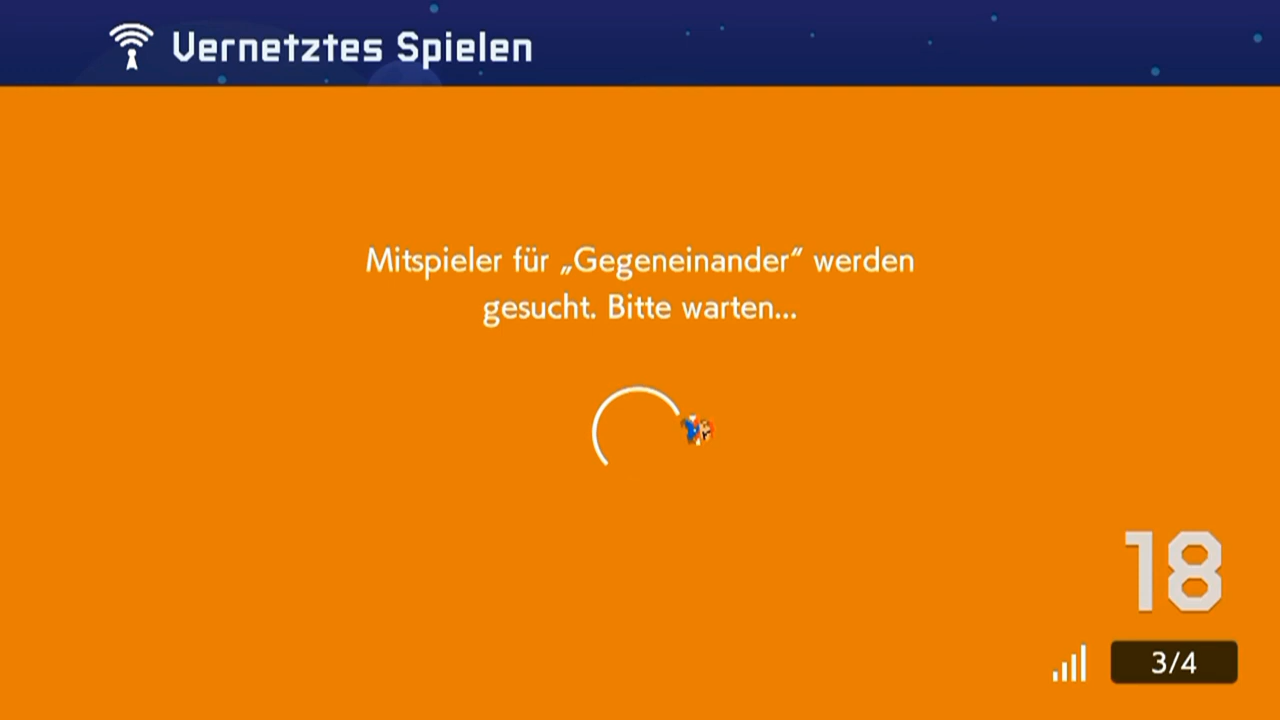 Vernetztes Spielen
Mitspieler für „Gegeneinander“ werden
gesucht. Bitte warten...
18
3/4